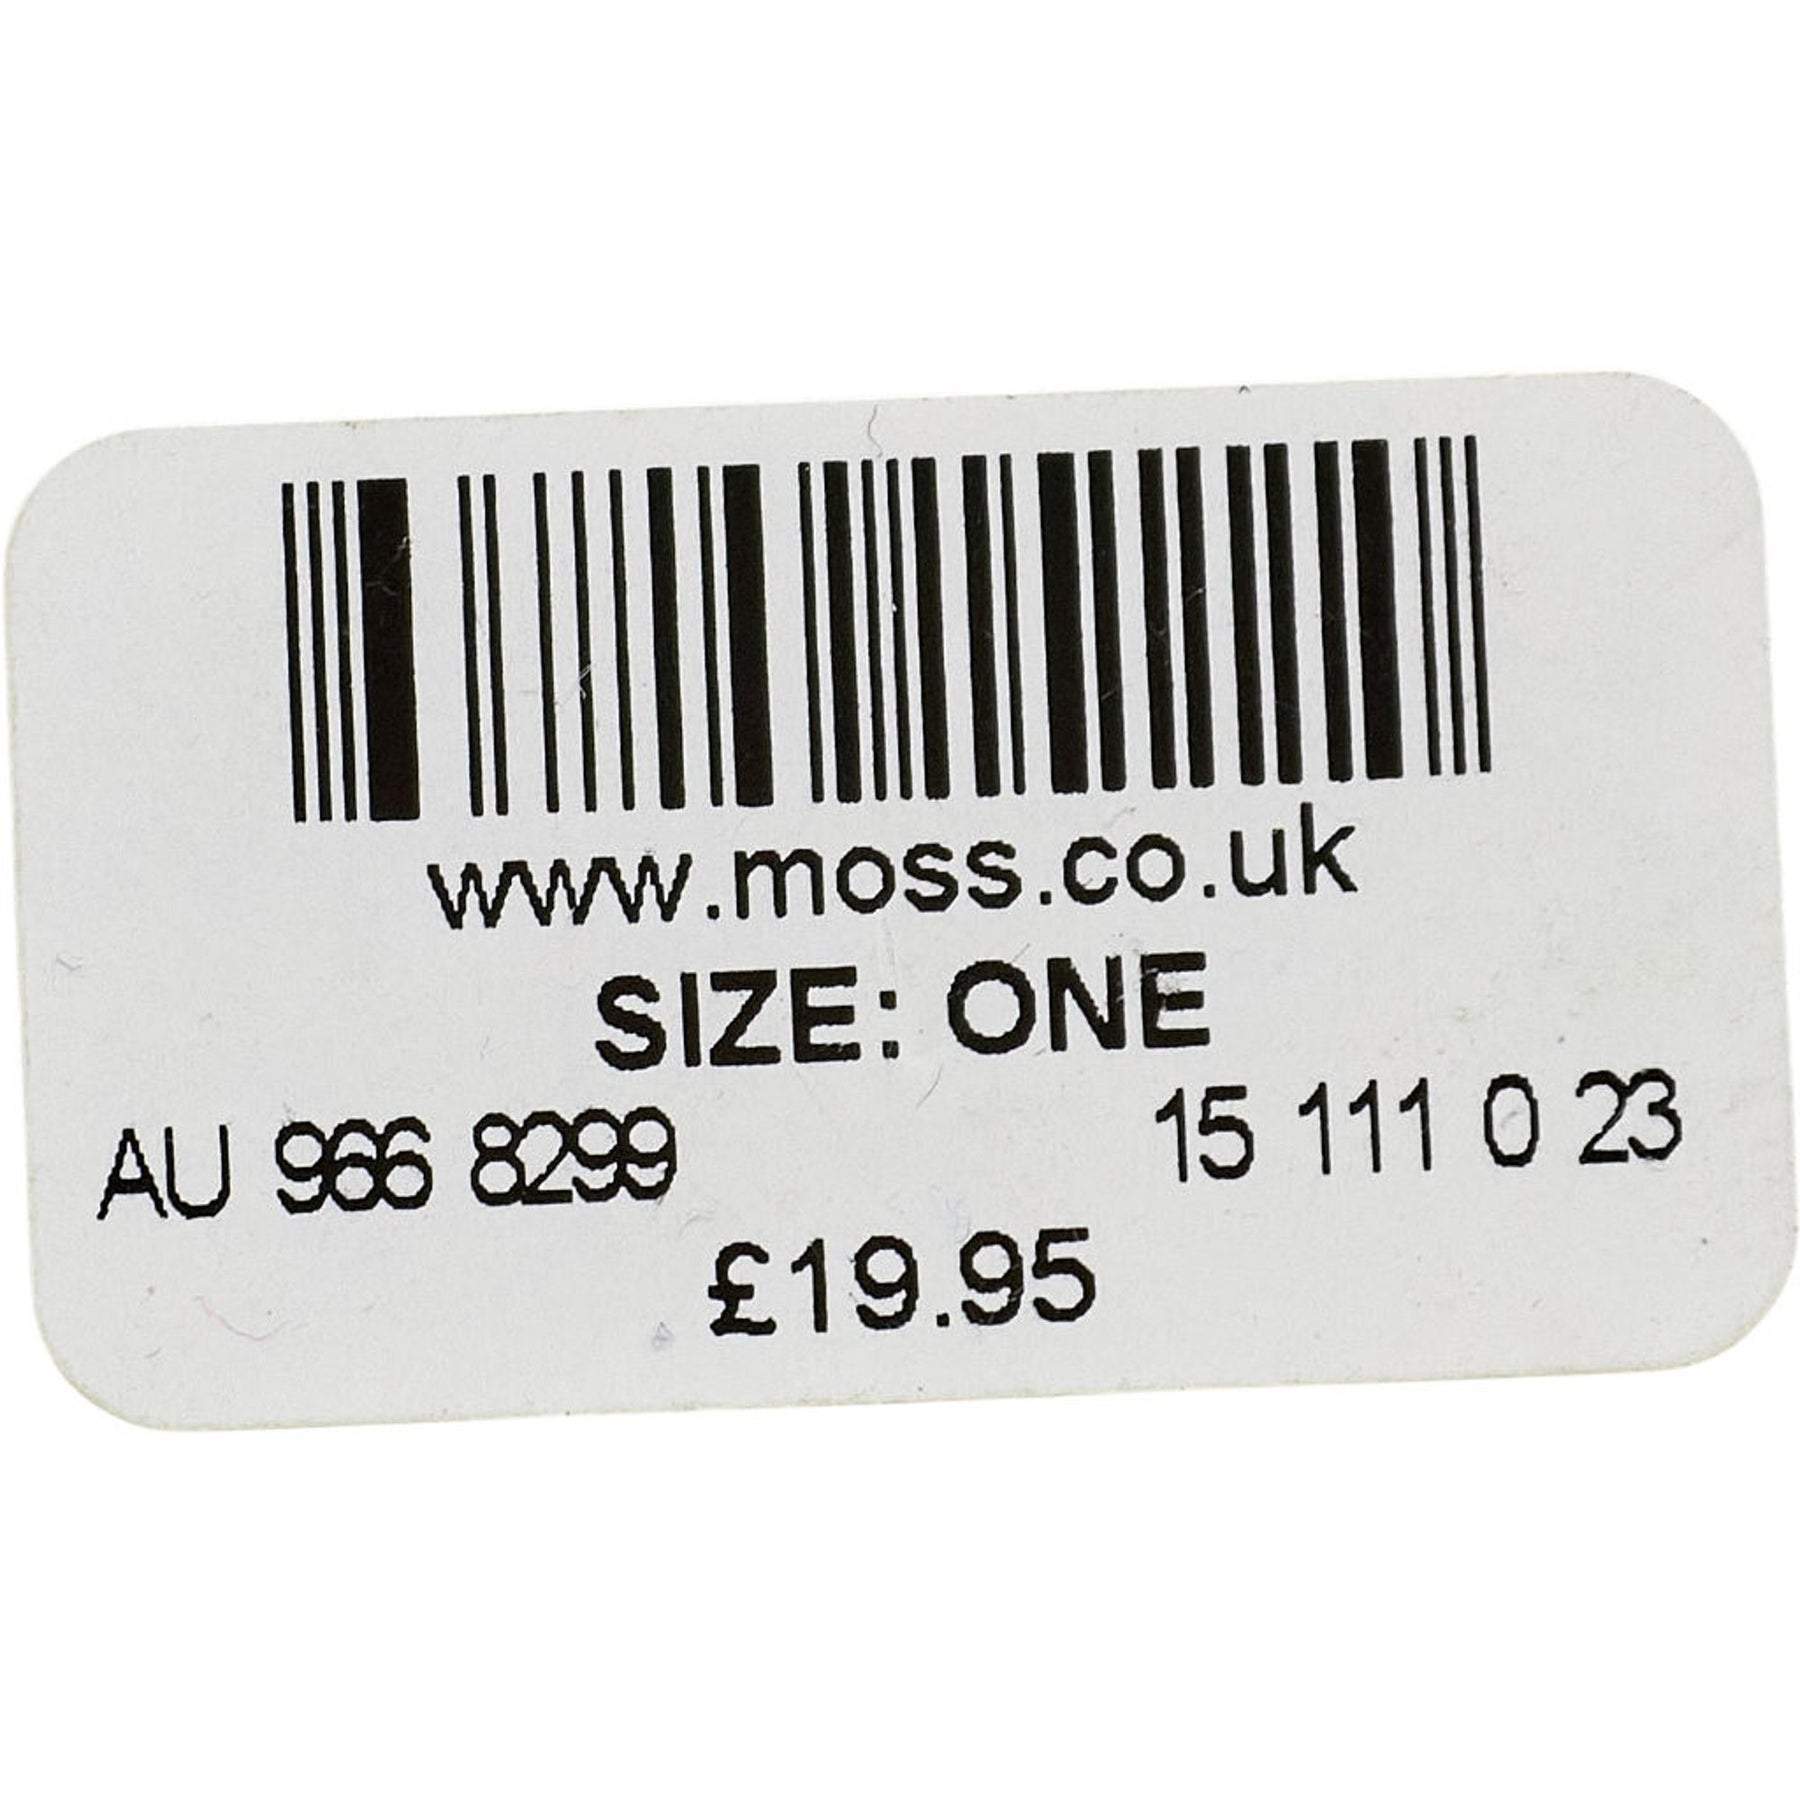 www.moss.co.uk
SIZE: ONE
AU 966 8299 15 111 0 23
£19.95